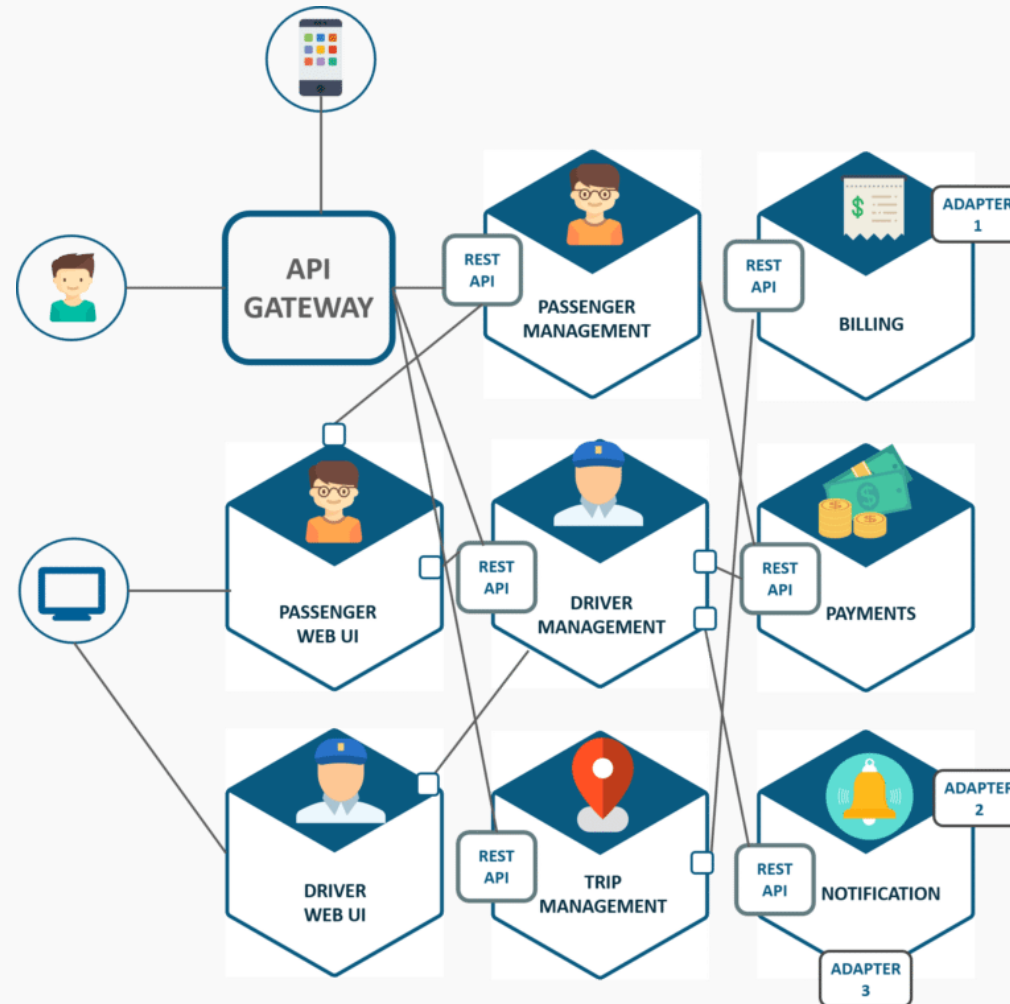 API
GATEWAY
REST
API
PASSENGER
MANAGEMENT
REST
API
BILLING
ADAPTER
1
PASSENGER
WEB UI
REST
API
DRIVER
MANAGEMENT
REST
API
PAYMENTS
DRIVER
WEB UI
REST
API
TRIP
MANAGEMENT
REST
API
NOTIFICATION
ADAPTER
2
ADAPTER
3